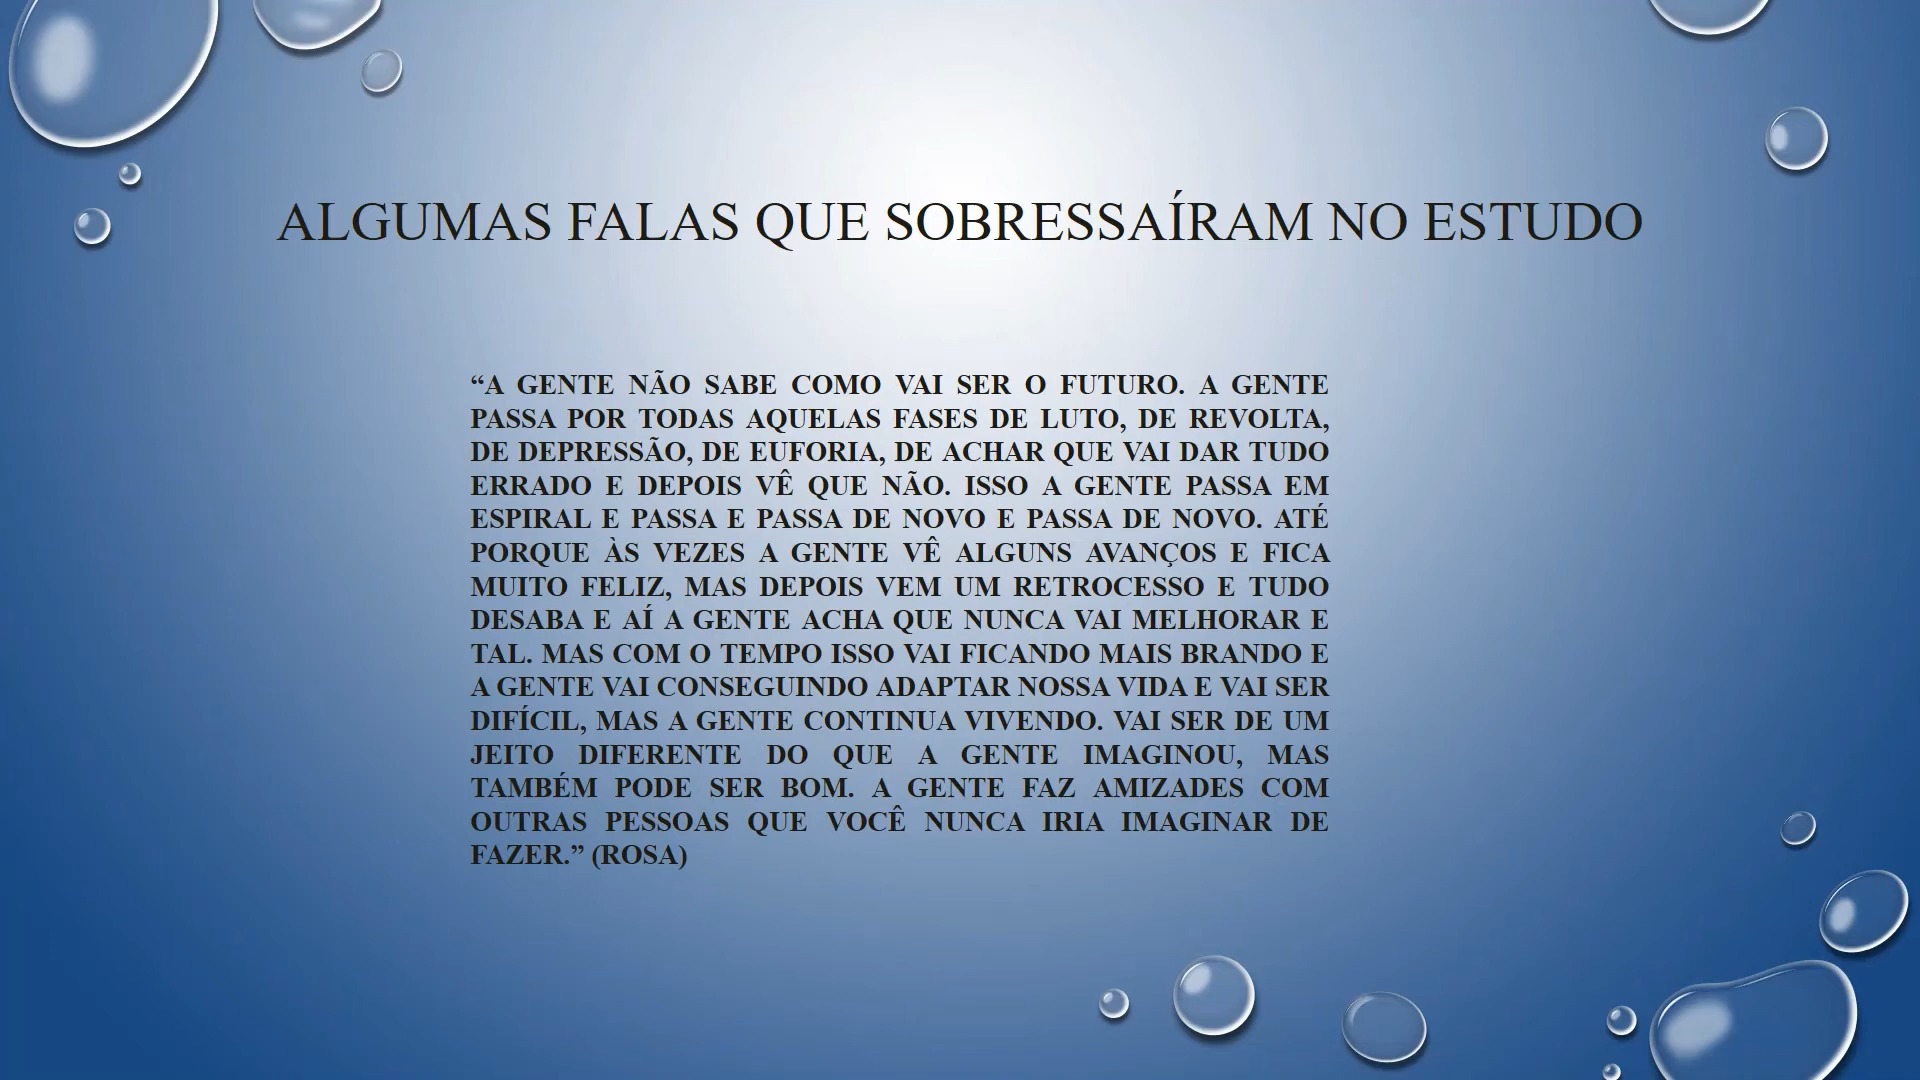 ALGUMAS FALAS QUE SOBRESSAÍRAM NO ESTUDO
“A GENTE NÃO SABE COMO VAI SER O FUTURO. A GENTE
PASSA POR TODAS AQUELAS FASES DE LUTO, DE REVOLTA,
DE DEPRESSÃO, DE EUFORIA, DE ACHAR QUE VAI DAR TUDO
ERRADO E DEPOIS VÊ QUE NÃO. ISSO A GENTE PASSA EM
ESPIRAL E PASSA E PASSA DE NOVO E PASSA DE NOVO. ATÉ
PORQUE ÀS VEZES A GENTE VÊ ALGUNS AVANÇOS E FICA
MUITO FELIZ, MAS DEPOIS VEM UM RETROCESSO E TUDO
DESABA E AÍ A GENTE ACHA QUE NUNCA VAI MELHORAR E
TAL. MAS COM O TEMPO ISSO VAI FICANDO MAIS BRANDO E
A GENTE VAI CONSEGUINDO ADAPTAR NOSSA VIDA E VAI SER
DIFÍCIL, MAS A GENTE CONTINUA VIVENDO. VAI SER DE UM
JEITO DIFERENTE DO QUE A GENTE IMAGINOU, MAS
TAMBÉM PODE SER BOM. A GENTE FAZ AMIZADES COM
OUTRAS PESSOAS QUE VOCÊ NUNCA IRIA IMAGINAR DE
FAZER.” (ROSA)